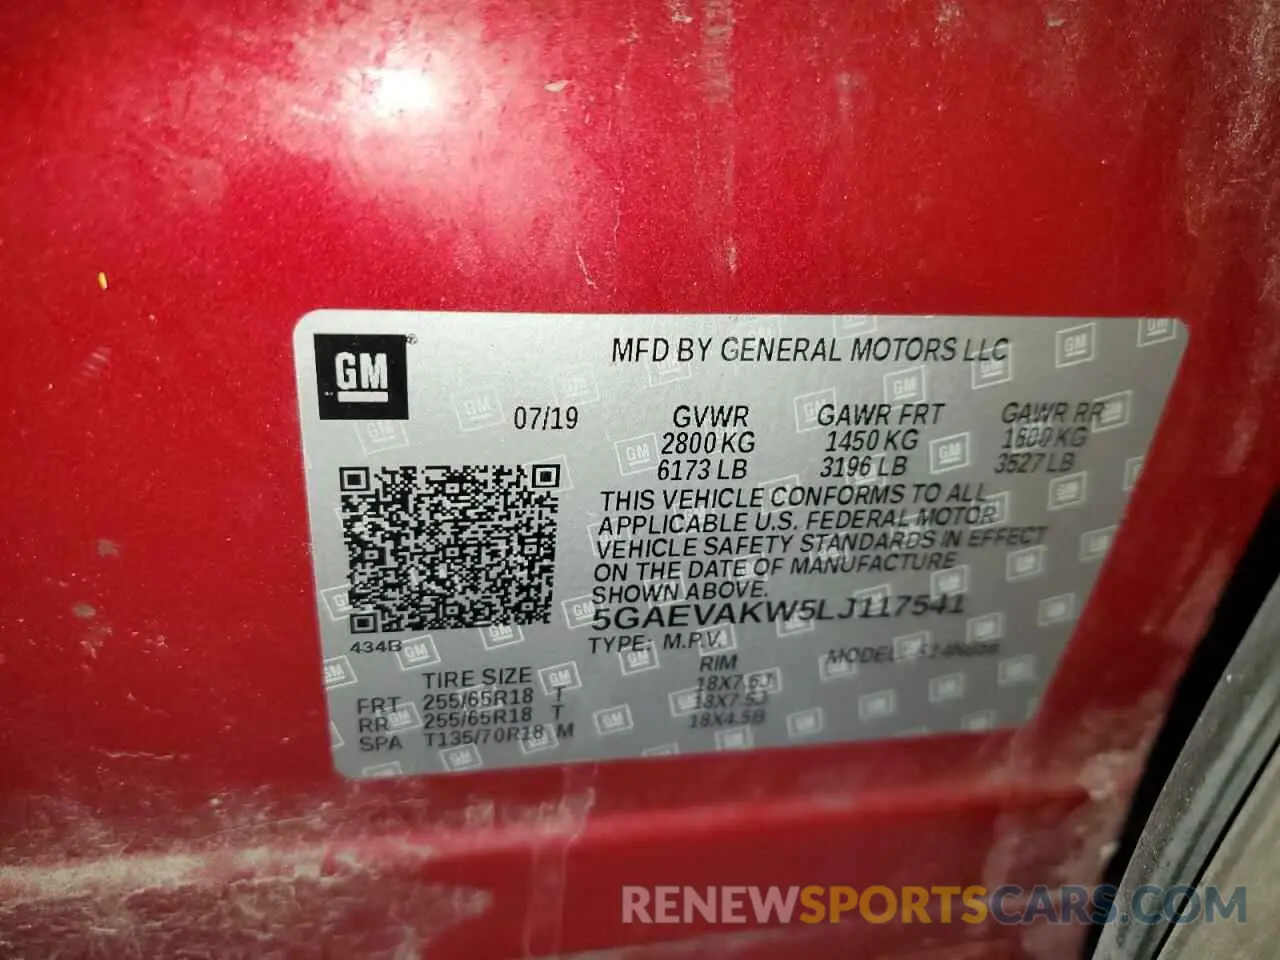 GM
MFD BY GENERAL MOTORS LLC
07/19 GVWR GAWR FRT GAWR RR
2800 KG 1450 KG 1600 KG
6173 LB 3196 LB 3527 LB
THIS VEHICLE CONFORMS TO ALL
APPLICABLE U.S. FEDERAL MOTOR
VEHICLE SAFETY STANDARDS IN EFFECT
ON THE DATE OF MANUFACTURE
SHOWN ABOVE.
5GAEVAKW5LJ117541
434B
TYPE: M.P.V. MODEL:
TIRE SIZE RIM
FRT 255/65R18 T 18X7.5J
RR 255/65R18 T 18X7.5J
SPA T135/70R18 M 18X4.5B
RENEWSPORTSCARS.COM